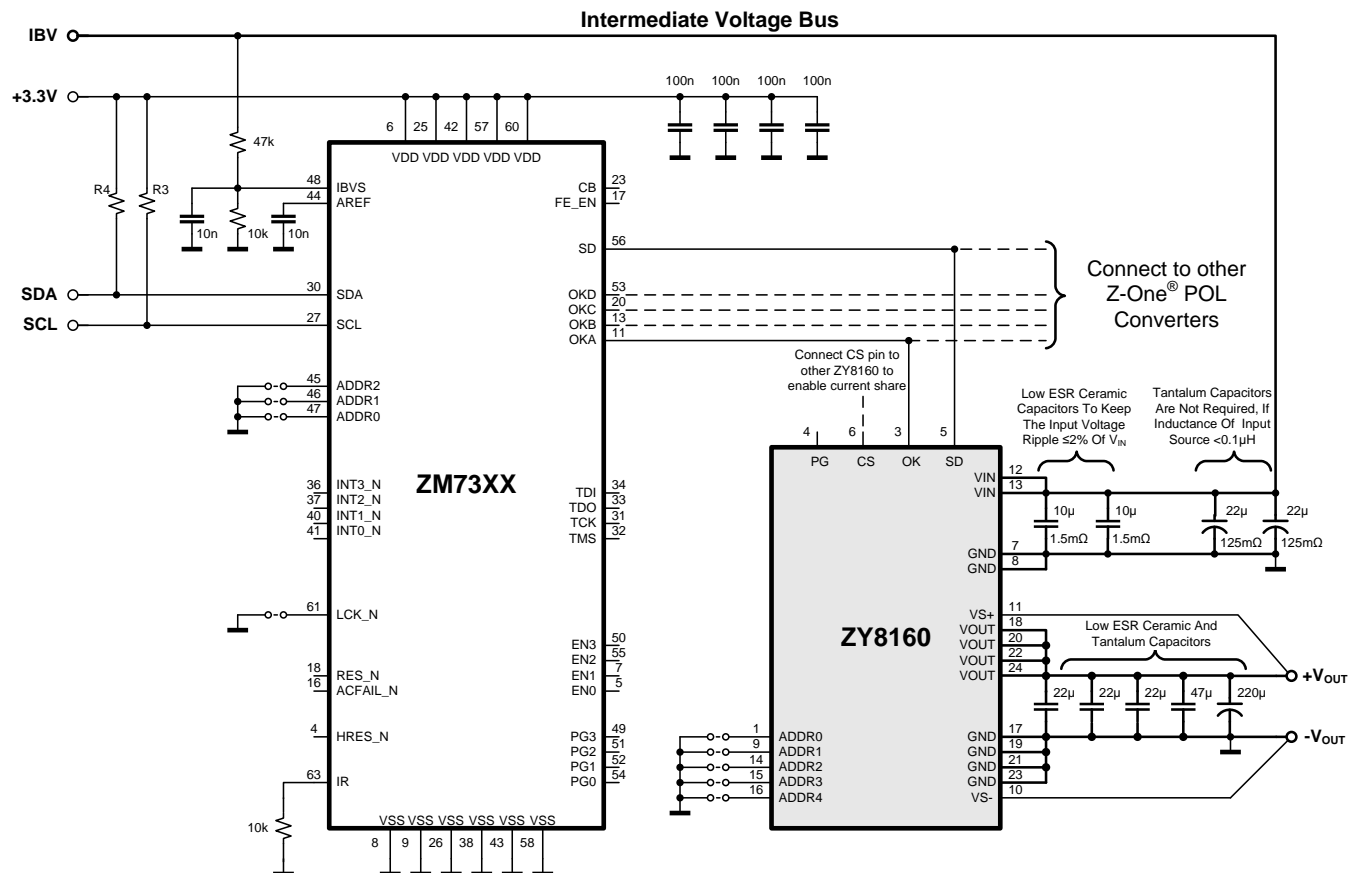 Intermediate Voltage Bus
IBV
+3.3V
100n 100n 100n 100n
6 25 42 57 60
VDD VDD VDD VDD VDD
47k
R4 R3
48 IBVS
44 AREF
10n 10k 10n
CB 23
FE_EN 17
SD 56
SDA 30 SDA
SCL 27 SCL
OKD 53
OKC 20
OKB 13
OKA 11
Connect to other
Z-One® POL
Converters
45 ADDR2
46 ADDR1
47 ADDR0
Connect CS pin to
other ZY8160 to
enable current share
Low ESR Ceramic
Capacitors To Keep
The Input Voltage
Ripple ≤2% Of VIN
Tantalum Capacitors
Are Not Required, If
Inductance Of Input
Source <0.1µH
4 6 3 5
PG CS OK SD
ZM73XX
36 INT3_N
37 INT2_N
40 INT1_N
41 INT0_N
TDI 34
TDO 33
TCK 31
TMS 32
VIN 12
VIN 13
10µ 10µ 22µ 22µ
1.5mΩ 1.5mΩ 125mΩ 125mΩ
GND 7
GND 8
61 LCK_N
ZY8160
VS+ 11
VOUT 18
VOUT 20
VOUT 22
VOUT 24
Low ESR Ceramic And
Tantalum Capacitors
+VOUT
22µ 22µ 22µ 47µ 220µ
EN3 50
EN2 55
EN1 7
EN0 5
18 RES_N
16 ACFAIL_N
4 HRES_N
PG3 49
PG2 51
PG1 52
PG0 54
1 ADDR0
9 ADDR1
14 ADDR2
15 ADDR3
16 ADDR4
GND 17
GND 19
GND 21
GND 23
VS- 10
-VOUT
63 IR
10k
VSS VSS VSS VSS VSS VSS
8 9 26 38 43 58